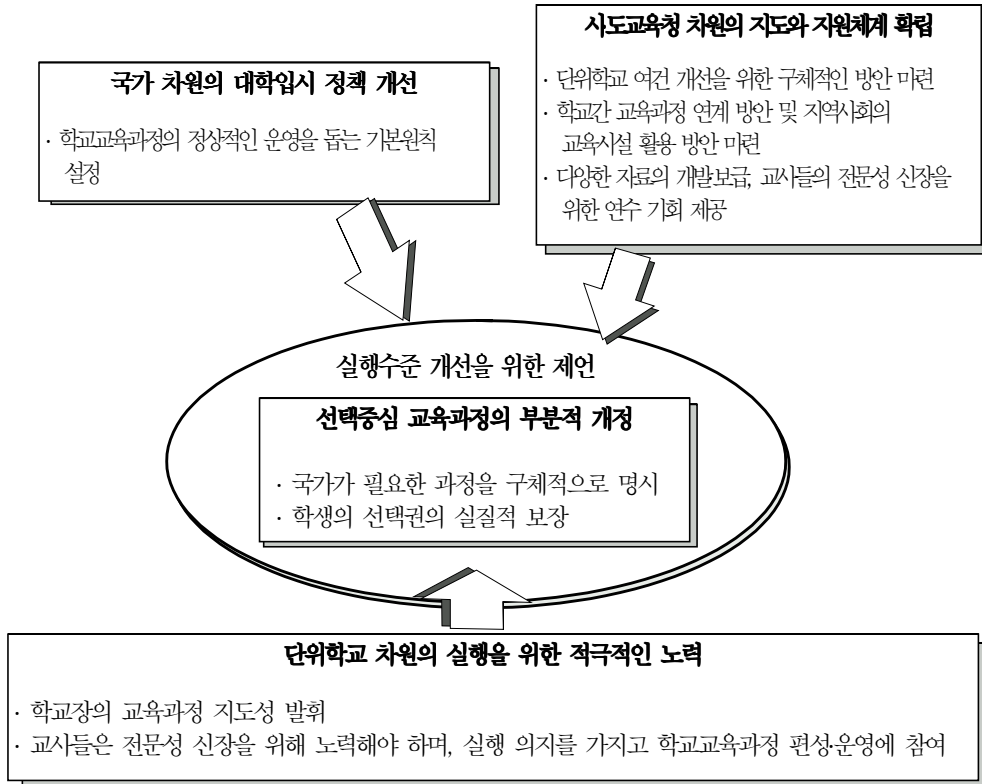 국가 차원의 대학입시 정책 개선
· 학교교육과정의 정상적인 운영을 돕는 기본원칙
설정
시도교육청 차원의 지도와 지원체계 확립
· 단위학교 여건 개선을 위한 구체적인 방안 마련
· 학교간 교육과정 연계 방안 및 지역사회의
교육시설 활용 방안 마련
· 다양한 자료의 개발·보급, 교사들의 전문성 신장을
위한 연수 기회 제공
실행수준 개선을 위한 제언
선택중심 교육과정의 부분적 개정
· 국가가 필요한 과정을 구체적으로 명시
· 학생의 선택권의 실질적 보장
단위학교 차원의 실행을 위한 적극적인 노력
· 학교장의 교육과정 지도성 발휘
· 교사들은 전문성 신장을 위해 노력해야 하며, 실행 의지를 가지고 학교교육과정 편성·운영에 참여